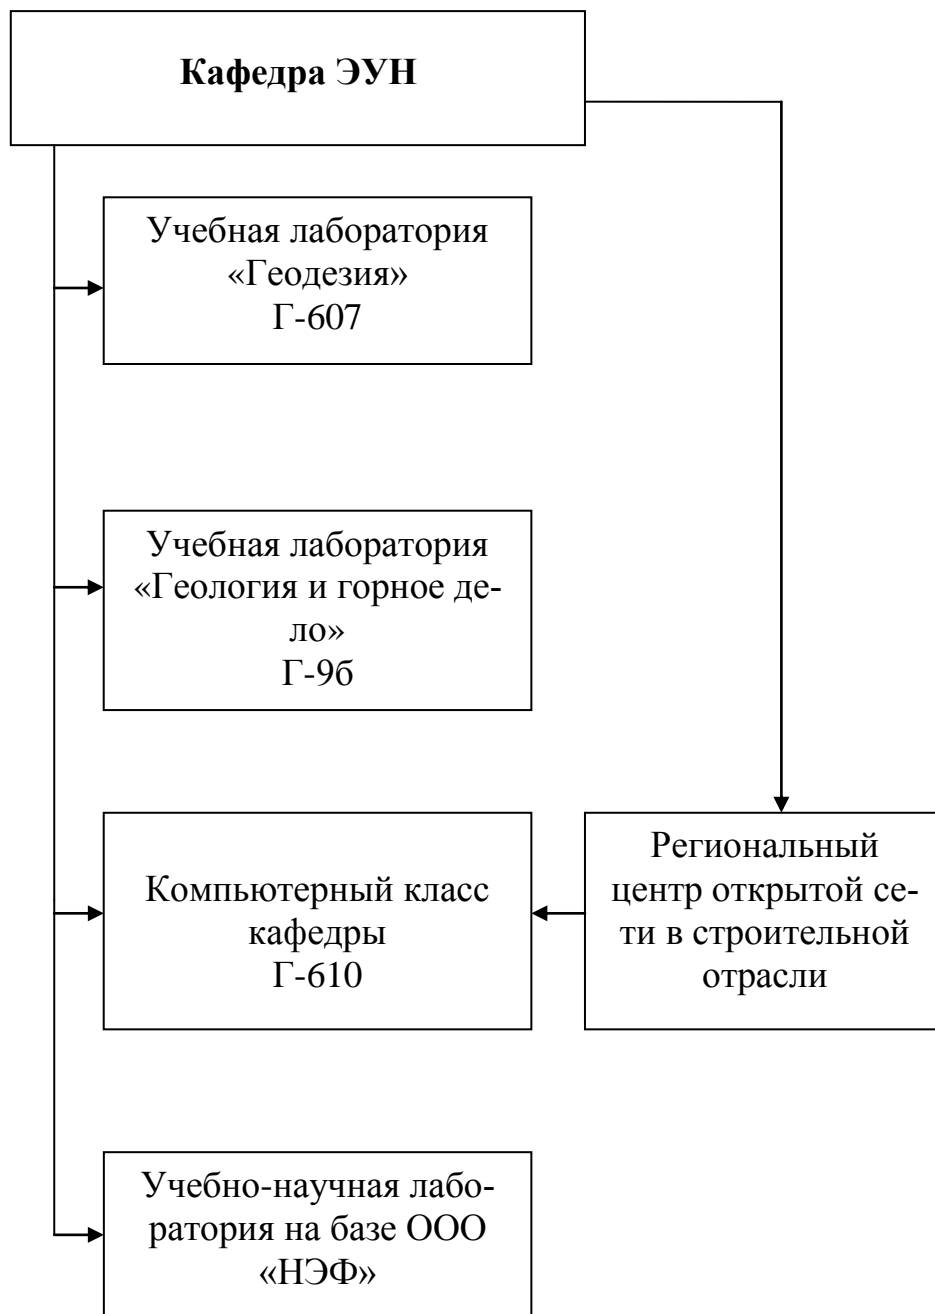 Кафедра ЭУН
Учебная лаборатория
«Геодезия»
Г-607
Учебная лаборатория
«Геология и горное де-
ло»
Г-9б
Компьютерный класс
кафедры
Г-610
Региональный
центр открытой се-
ти в строительной
отрасли
Учебно-научная лабо-
ратория на базе ООО
«НЭФ»